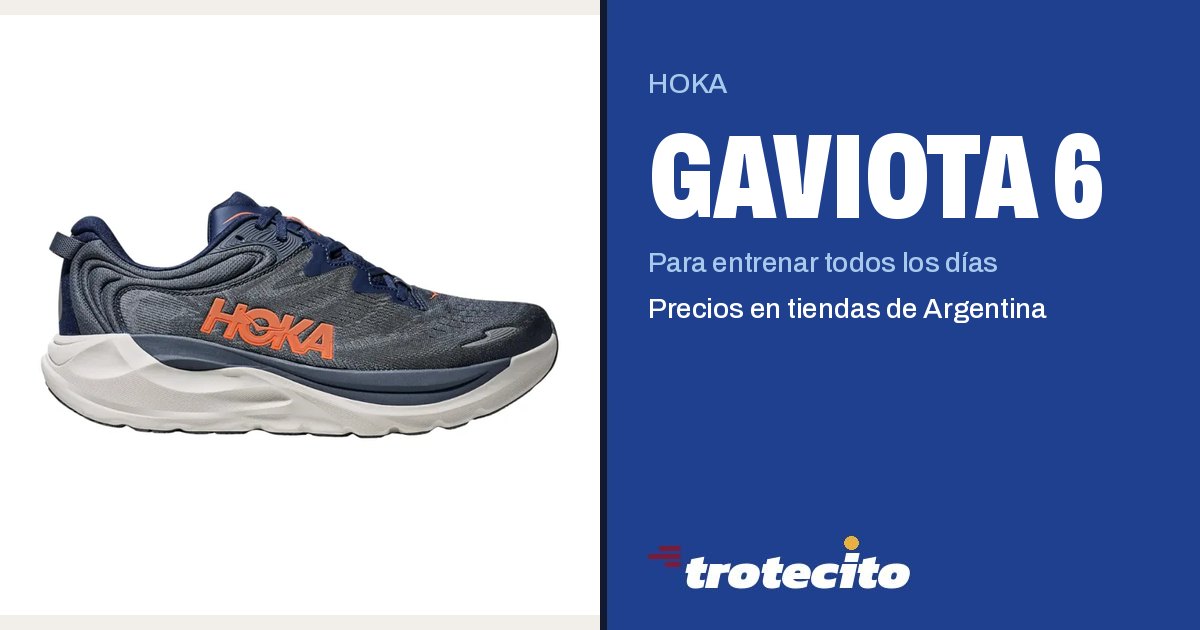 HOKA
HOKA
GAVIOTA 6
Para entrenar todos los días
Precios en tiendas de Argentina
trotecito